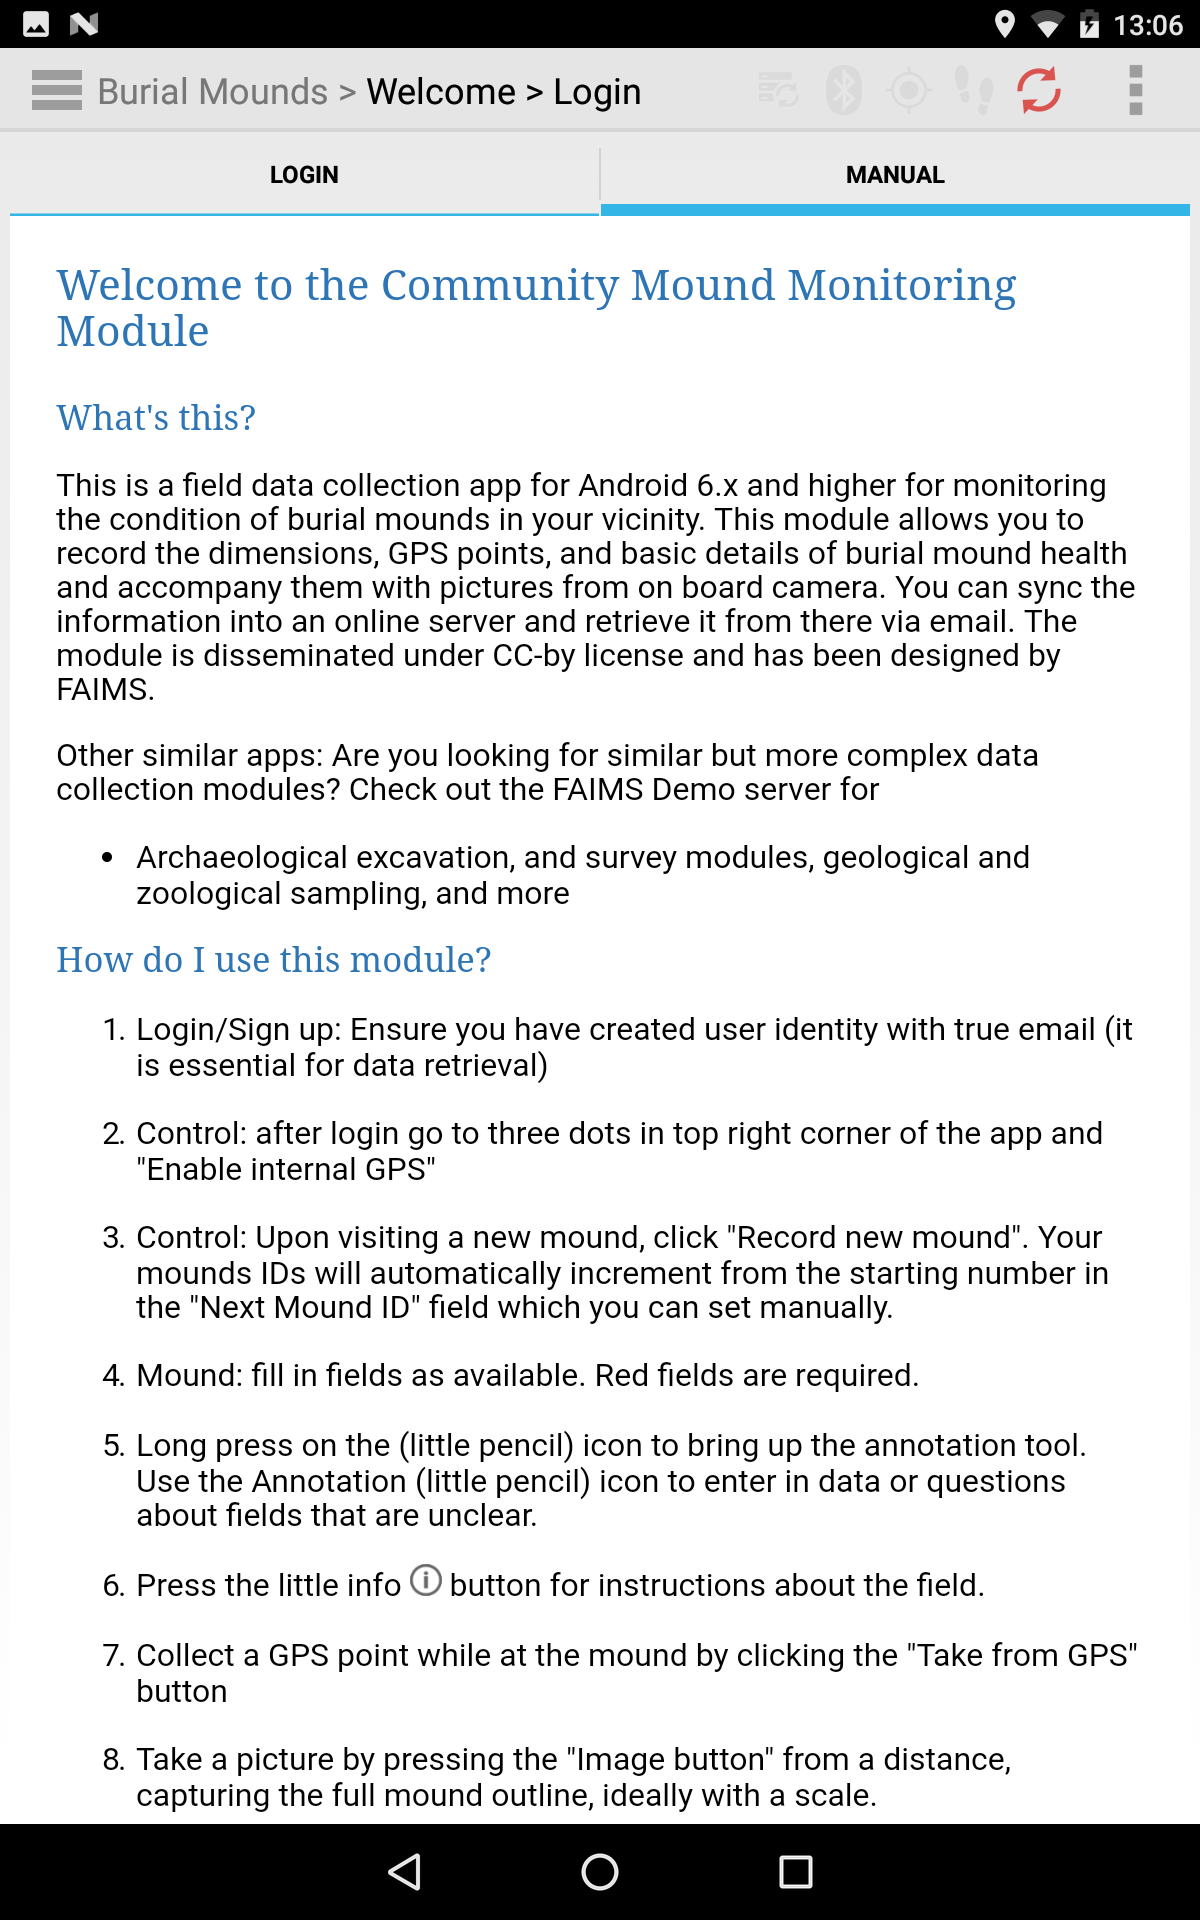 13:06
Burial Mounds > Welcome > Login
LOGIN
MANUAL
Welcome to the Community Mound Monitoring
Module
What's this?
This is a field data collection app for Android 6.x and higher for monitoring
the condition of burial mounds in your vicinity. This module allows you to
record the dimensions, GPS points, and basic details of burial mound health
and accompany them with pictures from on board camera. You can sync the
information into an online server and retrieve it from there via email. The
module is disseminated under CC-by license and has been designed by
FAIMS.
Other similar apps: Are you looking for similar but more complex data
collection modules? Check out the FAIMS Demo server for
• Archaeological excavation, and survey modules, geological and
zoological sampling, and more
How do I use this module?
1. Login/Sign up: Ensure you have created user identity with true email (it
is essential for data retrieval)
2. Control: after login go to three dots in top right corner of the app and
"Enable internal GPS"
3. Control: Upon visiting a new mound, click "Record new mound". Your
mounds IDs will automatically increment from the starting number in
the "Next Mound ID" field which you can set manually.
4. Mound: fill in fields as available. Red fields are required.
5. Long press on the (little pencil) icon to bring up the annotation tool.
Use the Annotation (little pencil) icon to enter in data or questions
about fields that are unclear.
6. Press the little info i button for instructions about the field.
7. Collect a GPS point while at the mound by clicking the "Take from GPS"
button
8. Take a picture by pressing the "Image button" from a distance,
capturing the full mound outline, ideally with a scale.